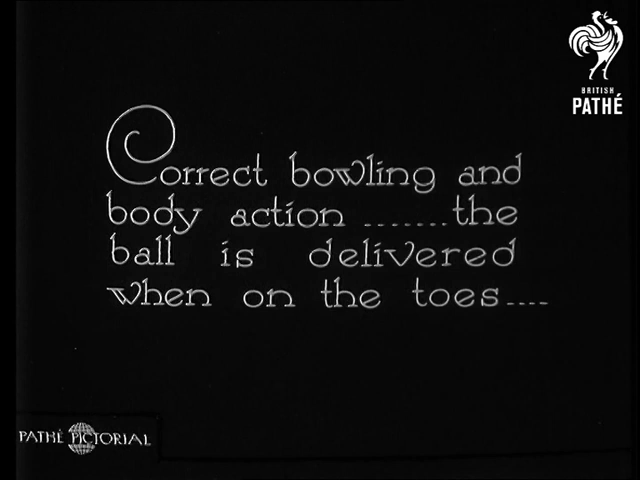 BRITISH
PATHÉ
Correct bowling and
body action .......the
ball is delivered
when on the toes....
PATHÉ PICTORIAL